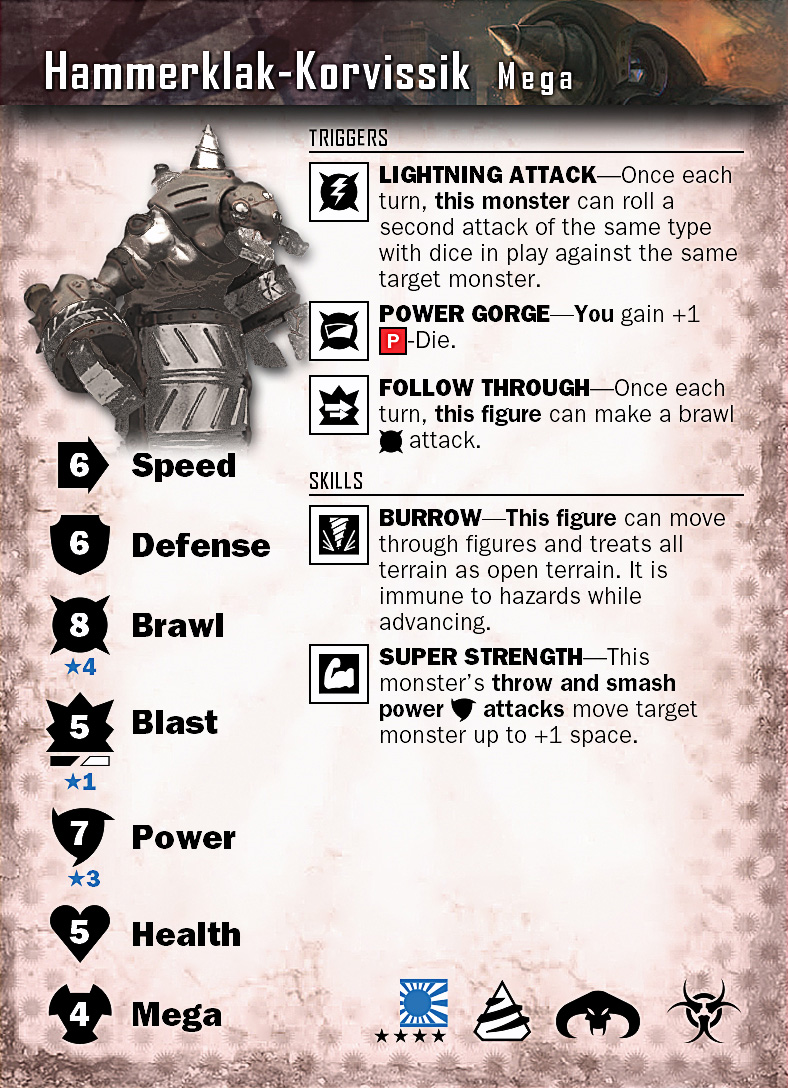 Hammerklak-Korvissik Mega
TRIGGERS
LIGHTNING ATTACK—Once each
turn, this monster can roll a
second attack of the same type
with dice in play against the same
target monster.
POWER GORGE—You gain +1
P-Die.
FOLLOW THROUGH—Once each
turn, this figure can make a brawl
attack.
SKILLS
BURROW—This figure can move
through figures and treats all
terrain as open terrain. It is
immune to hazards while
advancing.
SUPER STRENGTH—This
monster's throw and smash
power attacks move target
monster up to +1 space.
6 Speed
6 Defense
8 Brawl
★4
5 Blast
★1
7 Power
★3
5 Health
4 Mega
★★★★